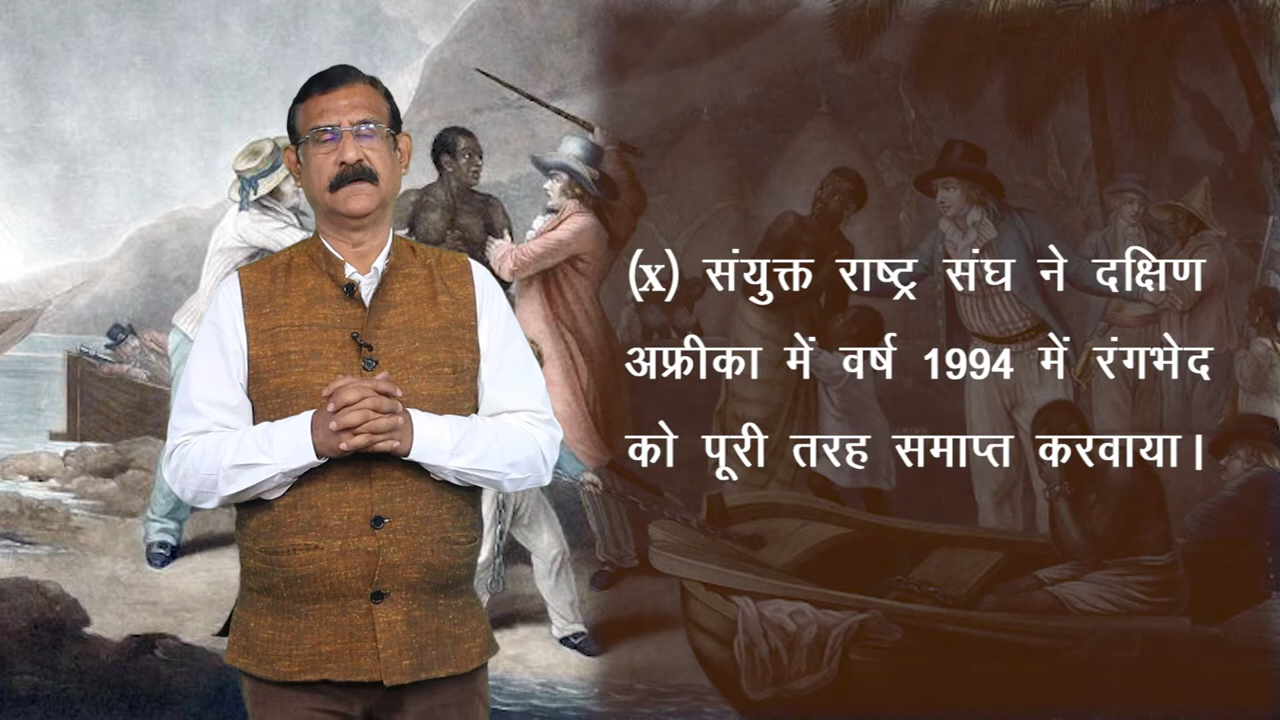 (x) संयुक्त राष्ट्र संघ ने दक्षिण
अफ्रीका में वर्ष 1994 में रंगभेद
को पूरी तरह समाप्त करवाया।